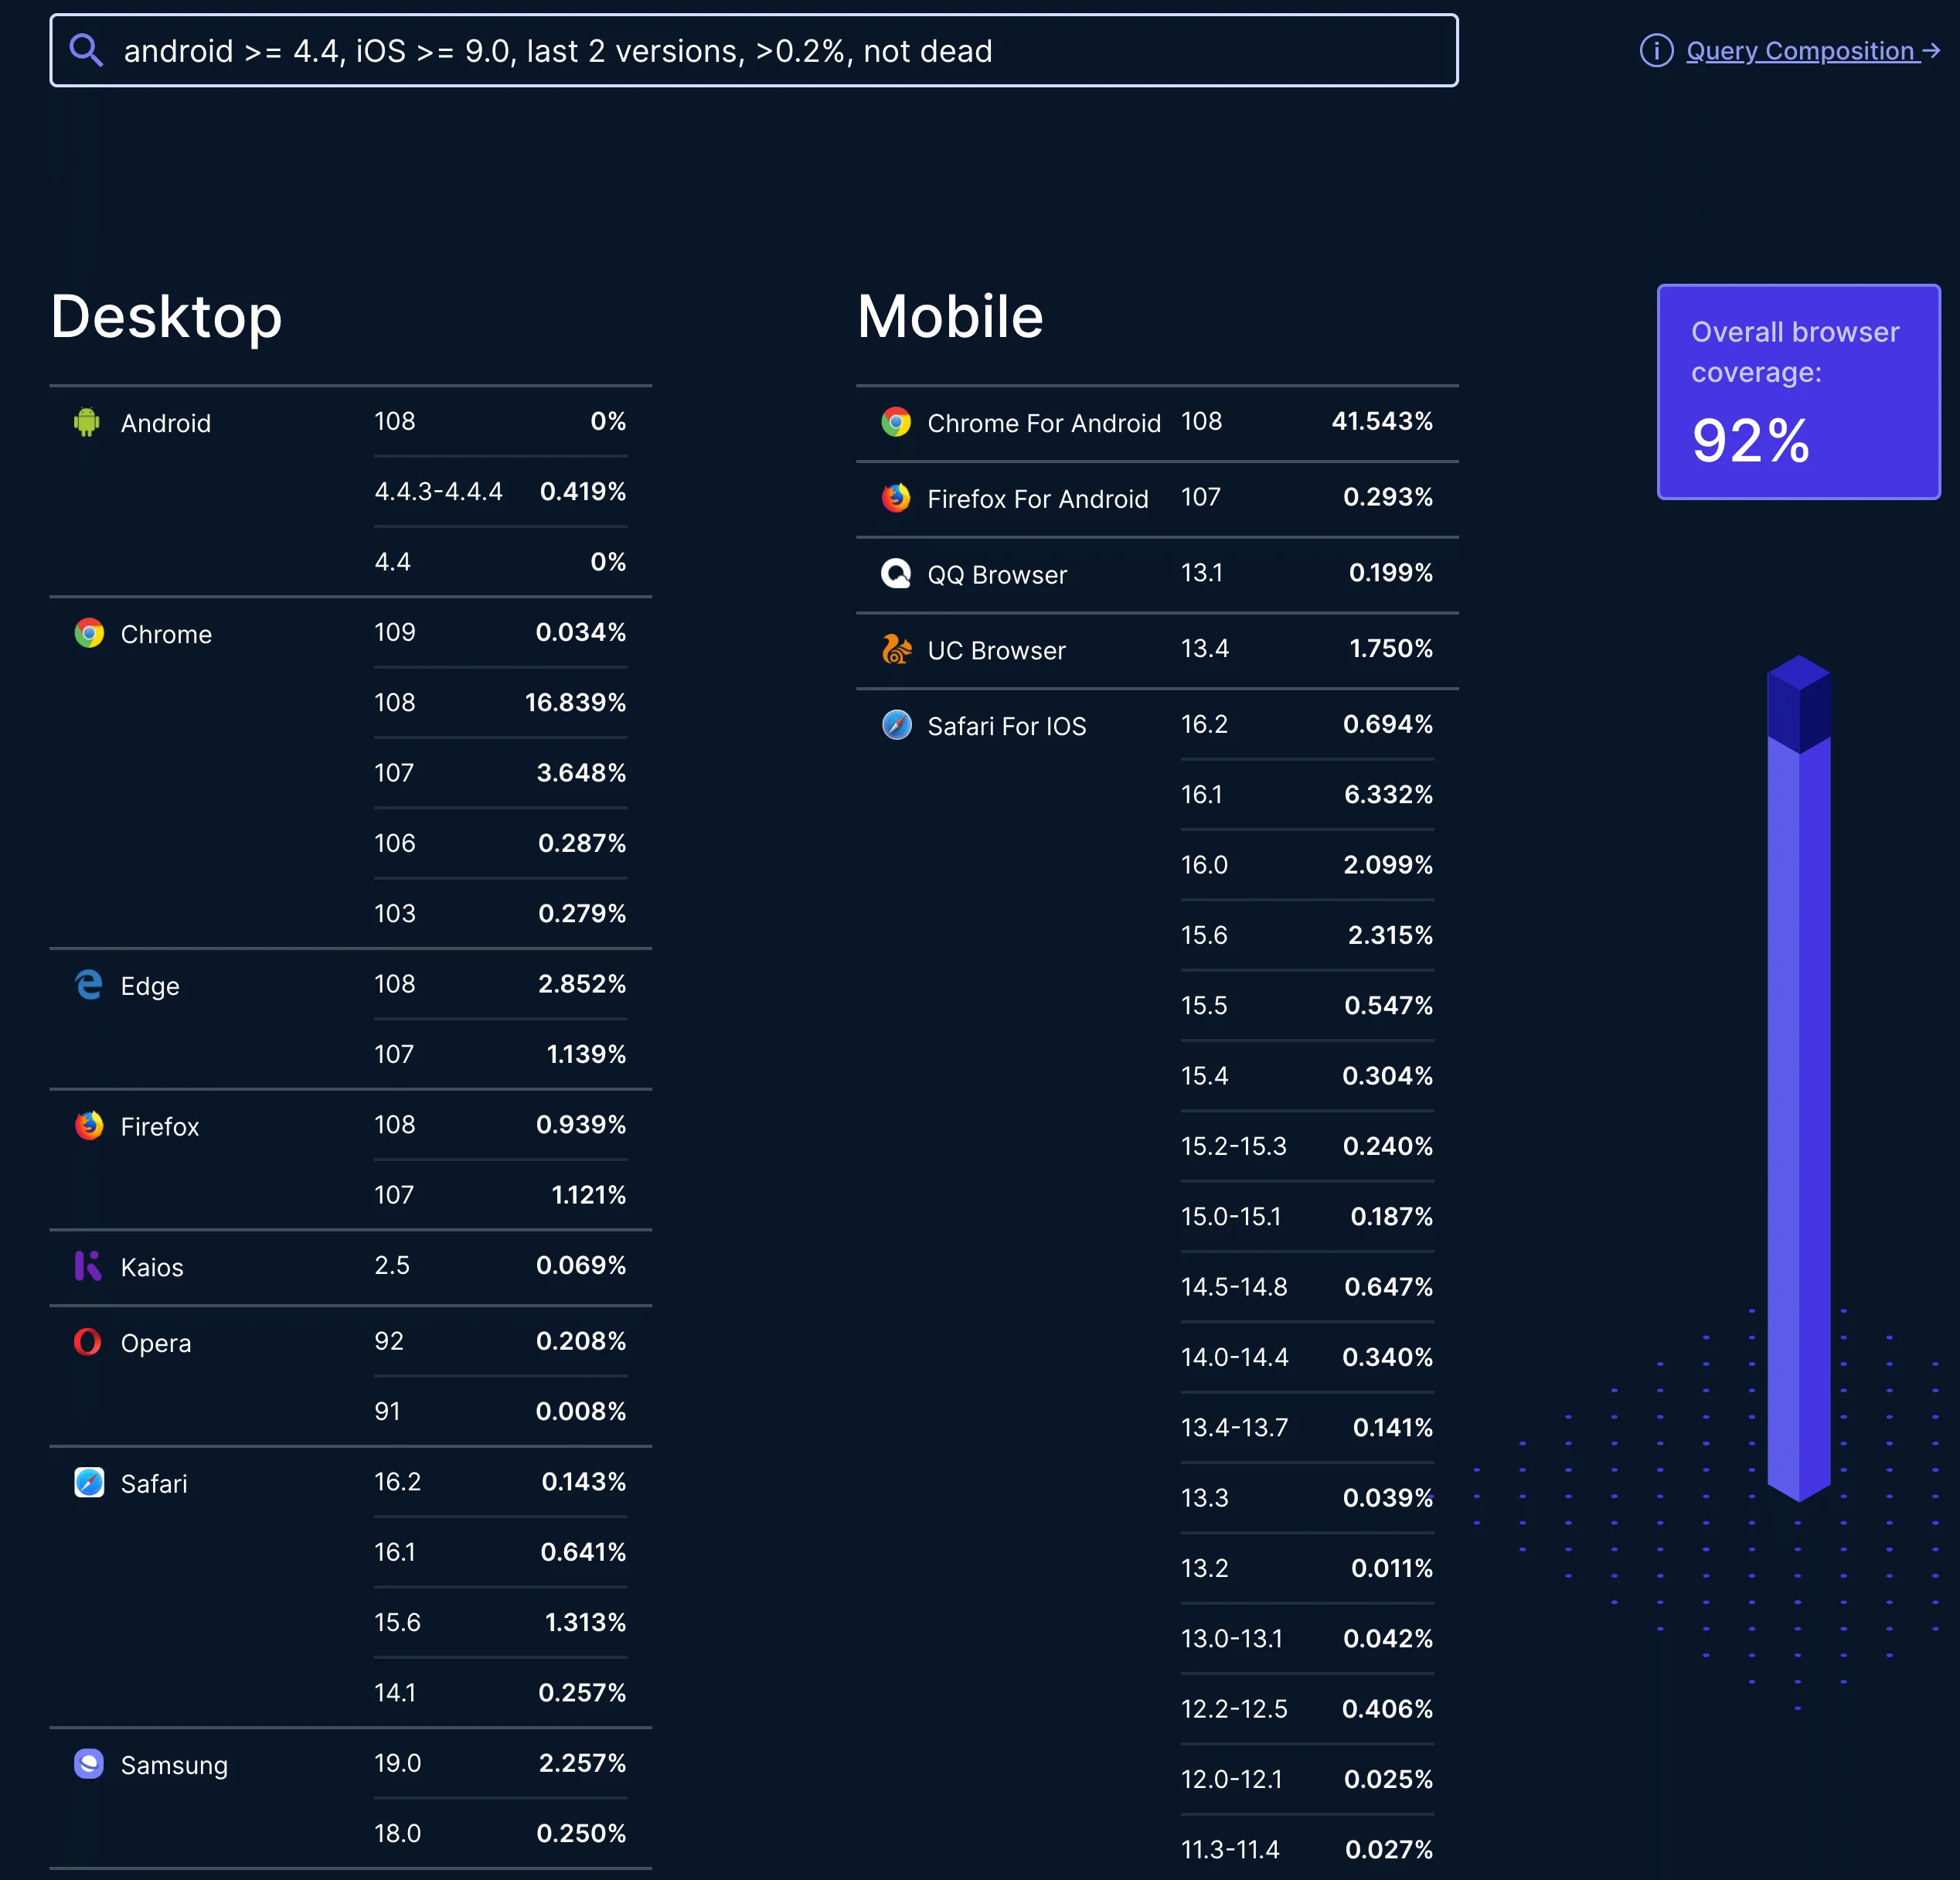 android >= 4.4, iOS >= 9.0, last 2 versions, >0.2%, not dead
Query Composition →
Desktop
Android 108 0%
4.4.3-4.4.4 0.419%
4.4 0%
Chrome 109 0.034%
108 16.839%
107 3.648%
106 0.287%
103 0.279%
Edge 108 2.852%
107 1.139%
Firefox 108 0.939%
107 1.121%
Kaios 2.5 0.069%
Opera 92 0.208%
91 0.008%
Safari 16.2 0.143%
16.1 0.641%
15.6 1.313%
14.1 0.257%
Samsung 19.0 2.257%
18.0 0.250%
Mobile
Chrome For Android 108 41.543%
Firefox For Android 107 0.293%
QQ Browser 13.1 0.199%
UC Browser 13.4 1.750%
Safari For IOS 16.2 0.694%
16.1 6.332%
16.0 2.099%
15.6 2.315%
15.5 0.547%
15.4 0.304%
15.2-15.3 0.240%
15.0-15.1 0.187%
14.5-14.8 0.647%
14.0-14.4 0.340%
13.4-13.7 0.141%
13.3 0.039%
13.2 0.011%
13.0-13.1 0.042%
12.2-12.5 0.406%
12.0-12.1 0.025%
11.3-11.4 0.027%
Overall browser
coverage:
92%